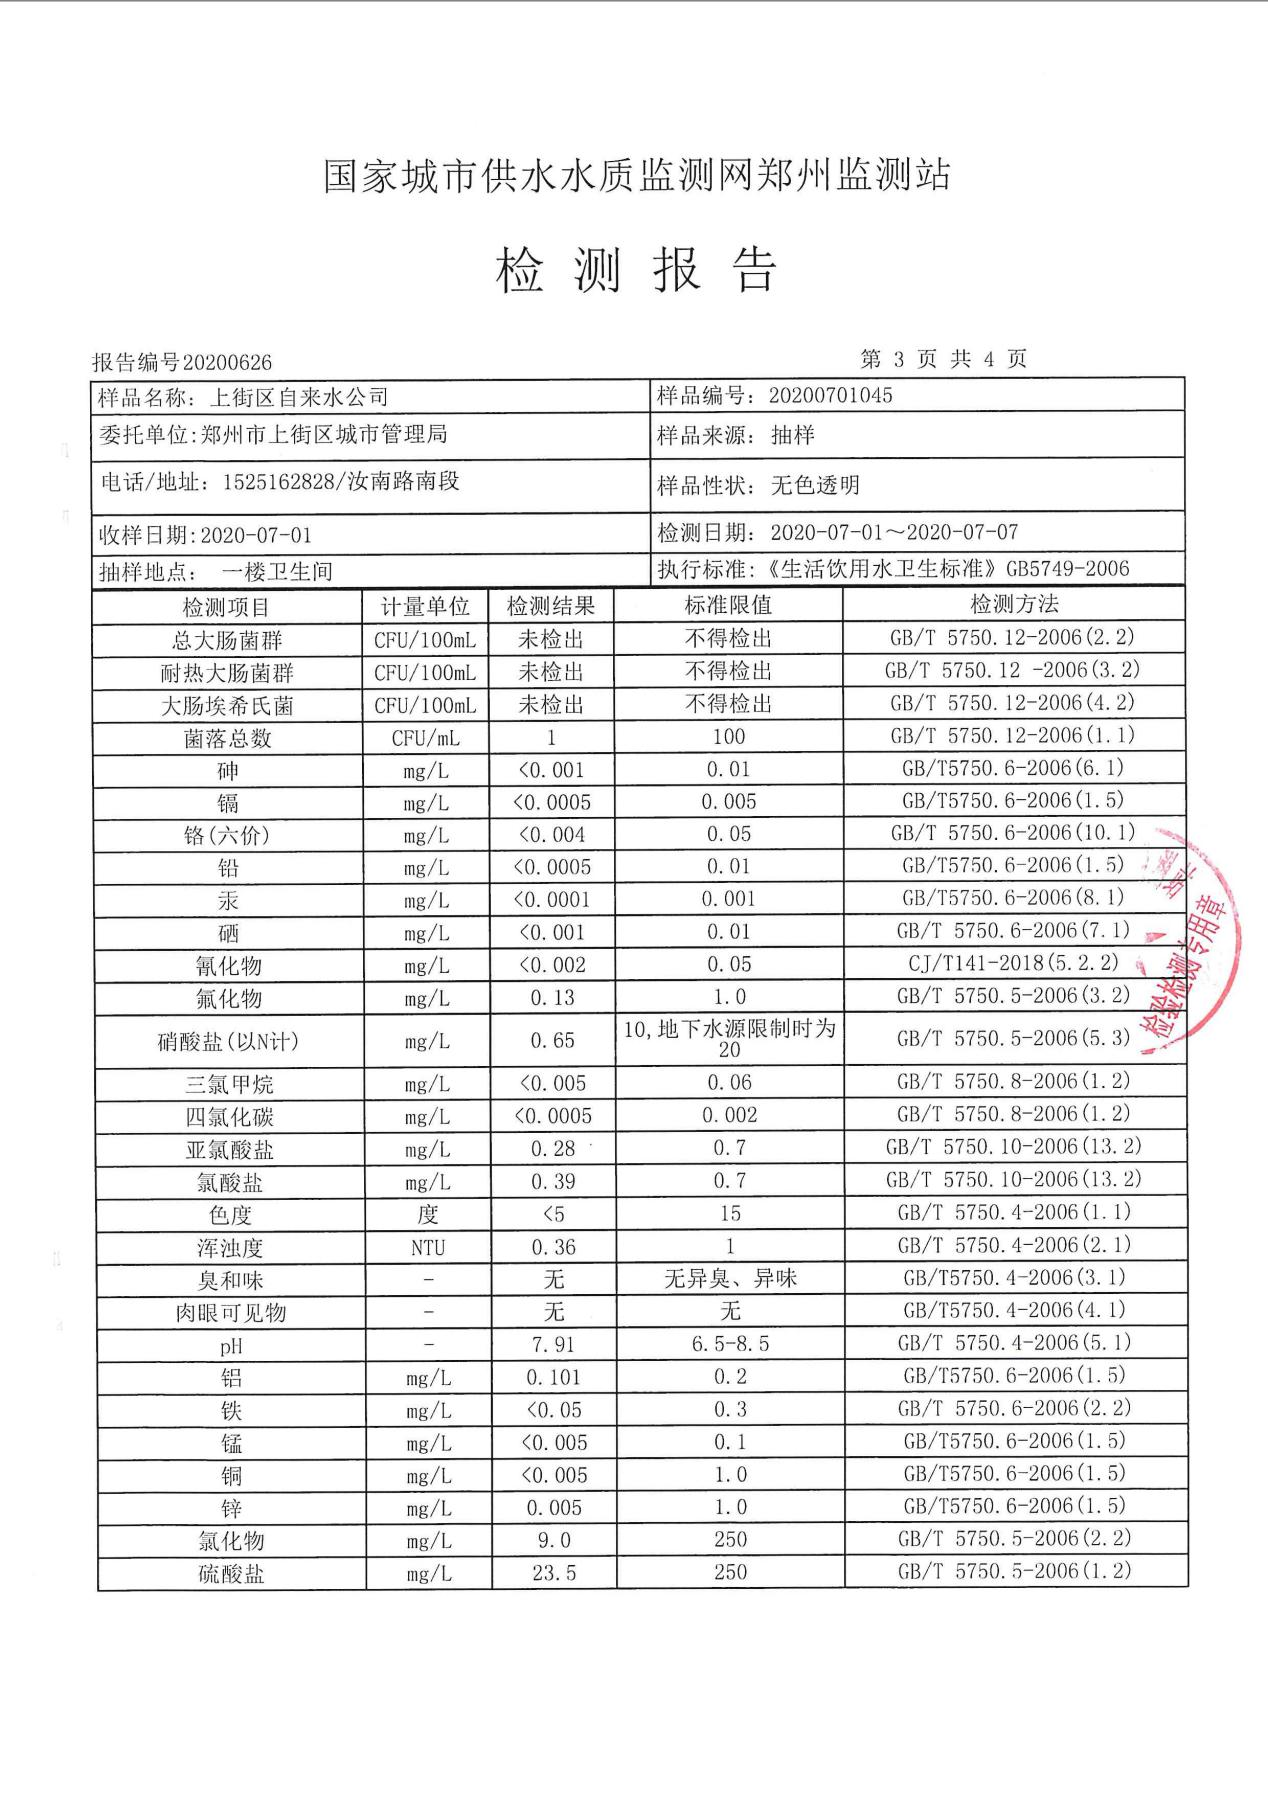 国家城市供水水质监测网郑州监测站
检 测 报 告
报告编号20200626 第 3 页 共 4 页
样品名称: 上街区自来水公司 样品编号: 20200701045
委托单位:郑州市上街区城市管理局 样品来源: 抽样
电话/地址: 1525162828/汝南路南段 样品性状: 无色透明
收样日期:2020-07-01 检测日期: 2020-07-01～2020-07-07
抽样地点: 一楼卫生间 执行标准:《生活饮用水卫生标准》GB5749-2006
检测项目 计量单位 检测结果 标准限值 检测方法
总大肠菌群 CFU/100mL 未检出 不得检出 GB/T 5750.12-2006(2.2)
耐热大肠菌群 CFU/100mL 未检出 不得检出 GB/T 5750.12 -2006(3.2)
大肠埃希氏菌 CFU/100mL 未检出 不得检出 GB/T 5750.12-2006(4.2)
菌落总数 CFU/mL 1 100 GB/T 5750.12-2006(1.1)
砷 mg/L <0.001 0.01 GB/T5750.6-2006(6.1)
镉 mg/L <0.0005 0.005 GB/T5750.6-2006(1.5)
铬(六价) mg/L <0.004 0.05 GB/T 5750.6-2006(10.1)
铅 mg/L <0.0005 0.01 GB/T5750.6-2006(1.5)
汞 mg/L <0.0001 0.001 GB/T5750.6-2006(8.1)
硒 mg/L <0.001 0.01 GB/T 5750.6-2006(7.1)
氰化物 mg/L <0.002 0.05 CJ/T141-2018(5.2.2)
氟化物 mg/L 0.13 1.0 GB/T 5750.5-2006(3.2)
硝酸盐(以N计) mg/L 0.65 10,地下水源限制时为20 GB/T 5750.5-2006(5.3)
三氯甲烷 mg/L <0.005 0.06 GB/T 5750.8-2006(1.2)
四氯化碳 mg/L <0.0005 0.002 GB/T 5750.8-2006(1.2)
亚氯酸盐 mg/L 0.28 0.7 GB/T 5750.10-2006(13.2)
氯酸盐 mg/L 0.39 0.7 GB/T 5750.10-2006(13.2)
色度 度 <5 15 GB/T 5750.4-2006(1.1)
浑浊度 NTU 0.36 1 GB/T 5750.4-2006(2.1)
臭和味 - 无 无异臭、异味 GB/T5750.4-2006(3.1)
肉眼可见物 - 无 无 GB/T5750.4-2006(4.1)
pH - 7.91 6.5-8.5 GB/T 5750.4-2006(5.1)
铝 mg/L 0.101 0.2 GB/T5750.6-2006(1.5)
铁 mg/L <0.05 0.3 GB/T 5750.6-2006(2.2)
锰 mg/L <0.005 0.1 GB/T5750.6-2006(1.5)
铜 mg/L <0.005 1.0 GB/T5750.6-2006(1.5)
锌 mg/L 0.005 1.0 GB/T5750.6-2006(1.5)
氯化物 mg/L 9.0 250 GB/T 5750.5-2006(2.2)
硫酸盐 mg/L 23.5 250 GB/T 5750.5-2006(1.2)
检验检测专用章